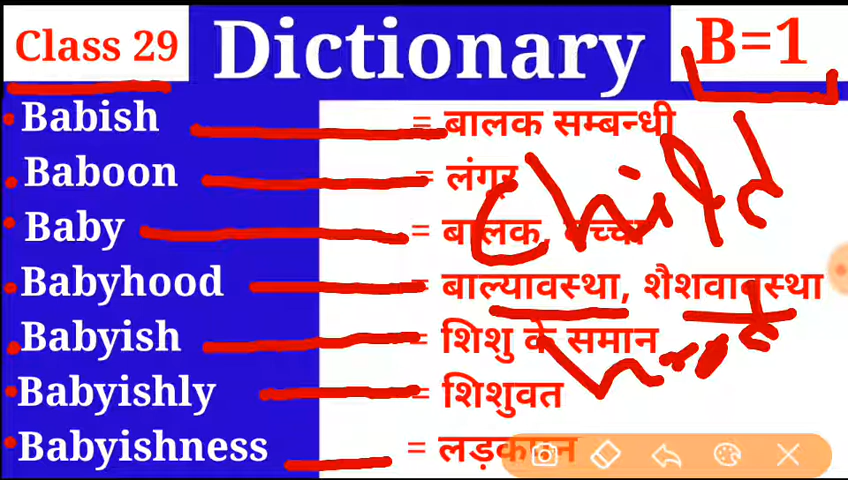 Class 29 Dictionary B=1
Babish = बालक सम्बन्धी
Baboon = लंगूर
Baby = बालक, बच्चा
Babyhood = बाल्यावस्था, शैशवावस्था
Babyish = शिशु के समान
Babyishly = शिशुवत
Babyishness = लड़कपन
Child
hood